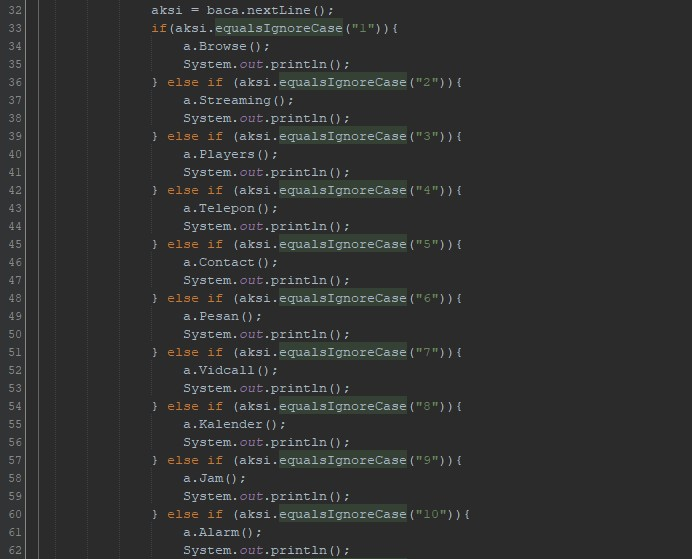 32 aksi = baca.nextLine();
33 if(aksi.equalsIgnoreCase("1")){
34 a.Browse();
35 System.out.println();
36 } else if (aksi.equalsIgnoreCase("2")){
37 a.Streaming();
38 System.out.println();
39 } else if (aksi.equalsIgnoreCase("3")){
40 a.Players();
41 System.out.println();
42 } else if (aksi.equalsIgnoreCase("4")){
43 a.Telepon();
44 System.out.println();
45 } else if (aksi.equalsIgnoreCase("5")){
46 a.Contact();
47 System.out.println();
48 } else if (aksi.equalsIgnoreCase("6")){
49 a.Pesan();
50 System.out.println();
51 } else if (aksi.equalsIgnoreCase("7")){
52 a.Vidcall();
53 System.out.println();
54 } else if (aksi.equalsIgnoreCase("8")){
55 a.Kalender();
56 System.out.println();
57 } else if (aksi.equalsIgnoreCase("9")){
58 a.Jam();
59 System.out.println();
60 } else if (aksi.equalsIgnoreCase("10")){
61 a.Alarm();
62 System.out.println();